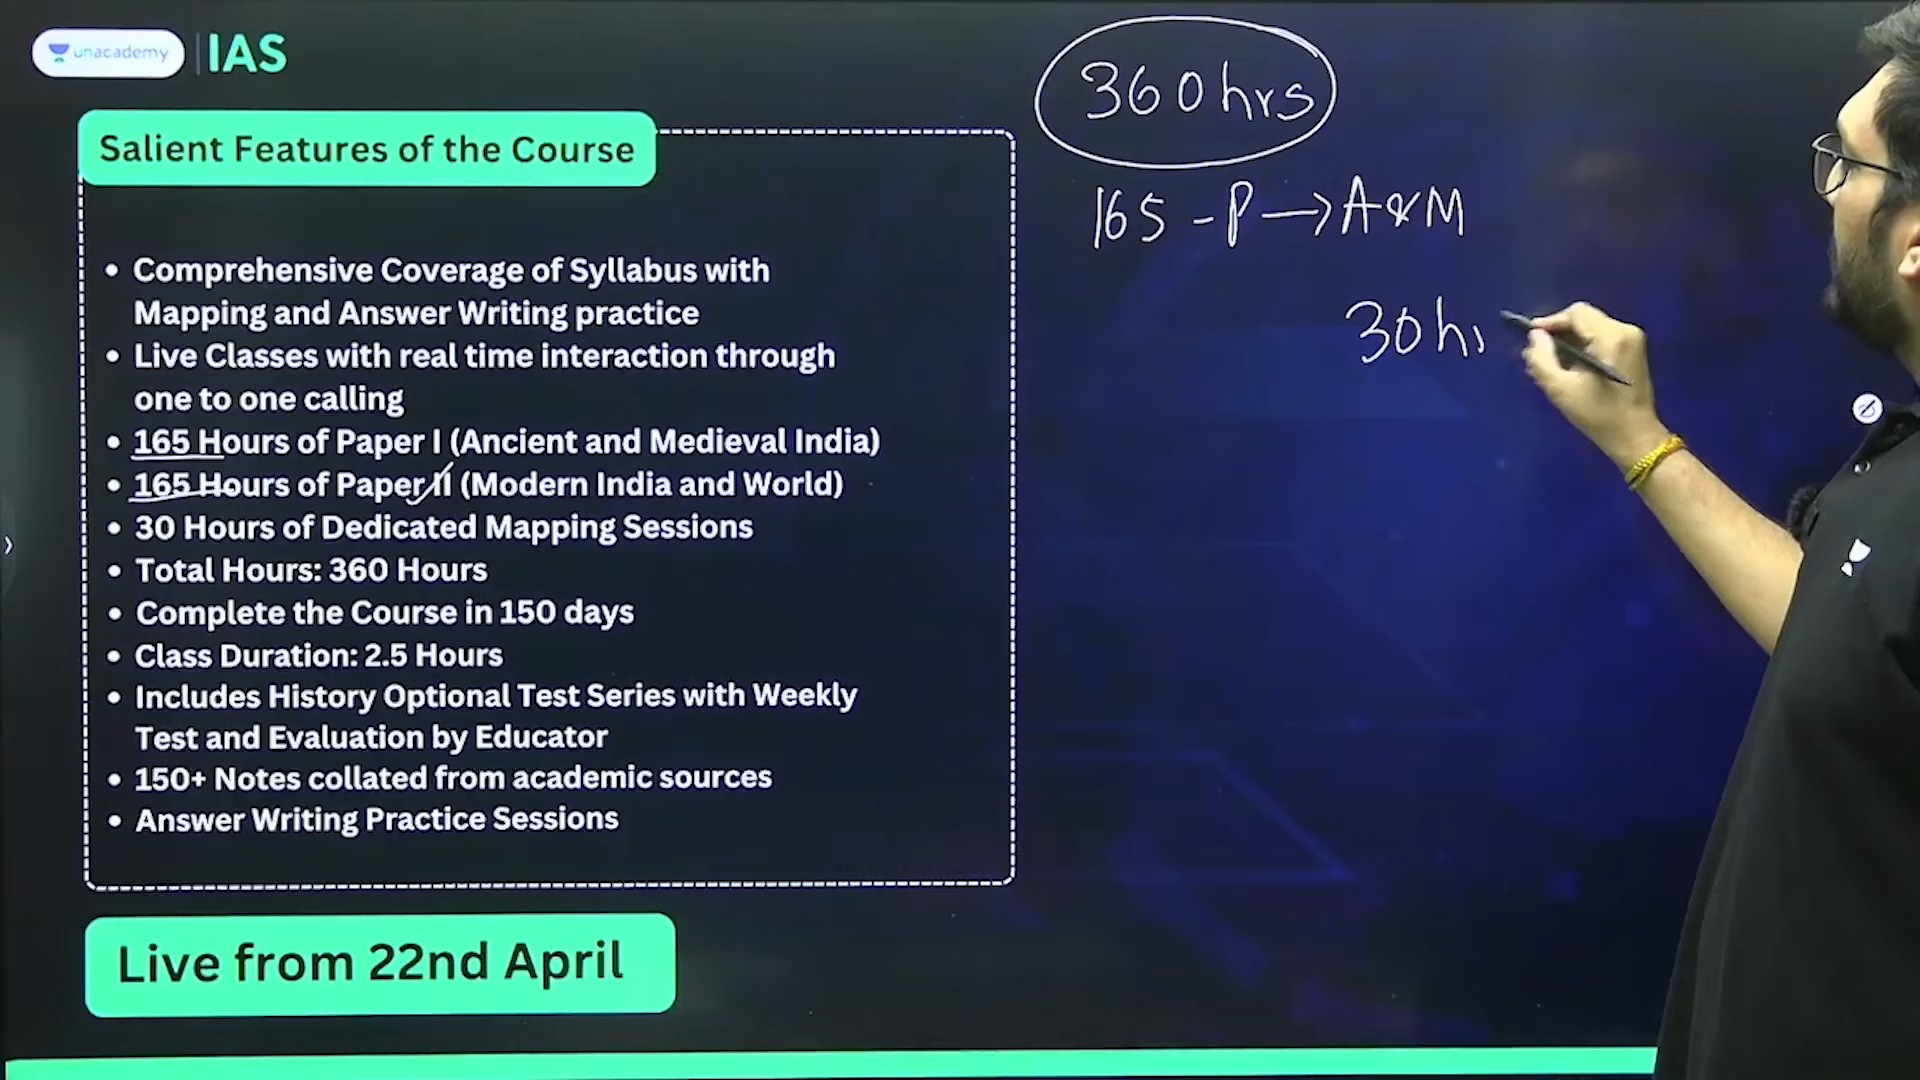 unacademy | IAS
Salient Features of the Course
• Comprehensive Coverage of Syllabus with
Mapping and Answer Writing practice
• Live Classes with real time interaction through
one to one calling
• 165 Hours of Paper I (Ancient and Medieval India)
• 165 Hours of Paper II (Modern India and World)
• 30 Hours of Dedicated Mapping Sessions
• Total Hours: 360 Hours
• Complete the Course in 150 days
• Class Duration: 2.5 Hours
• Includes History Optional Test Series with Weekly
Test and Evaluation by Educator
• 150+ Notes collated from academic sources
• Answer Writing Practice Sessions
Live from 22nd April
360hrs
165 - P → A & M
30 h